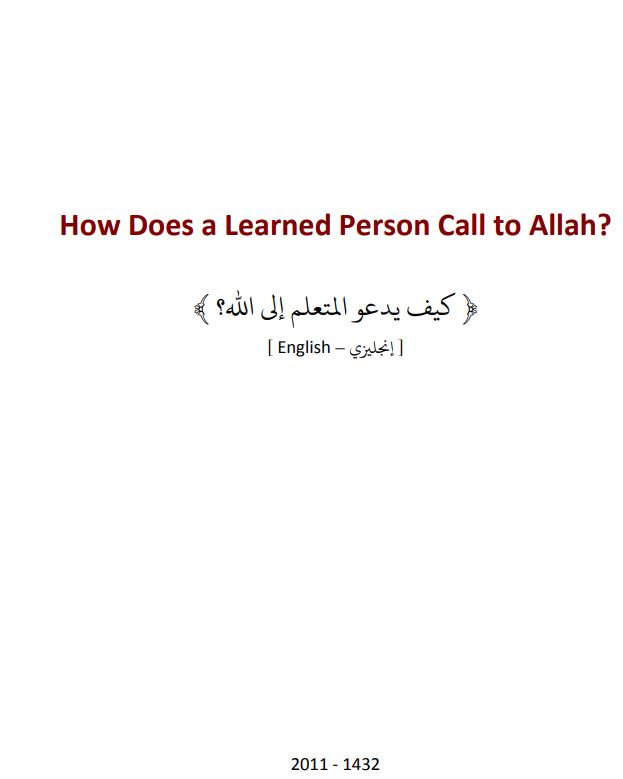 How Does a Learned Person Call to Allah?
﴿ كيف يدعو المتعلم إلى الله؟ ﴾
[ English – إنجليزي ]
2011 - 1432